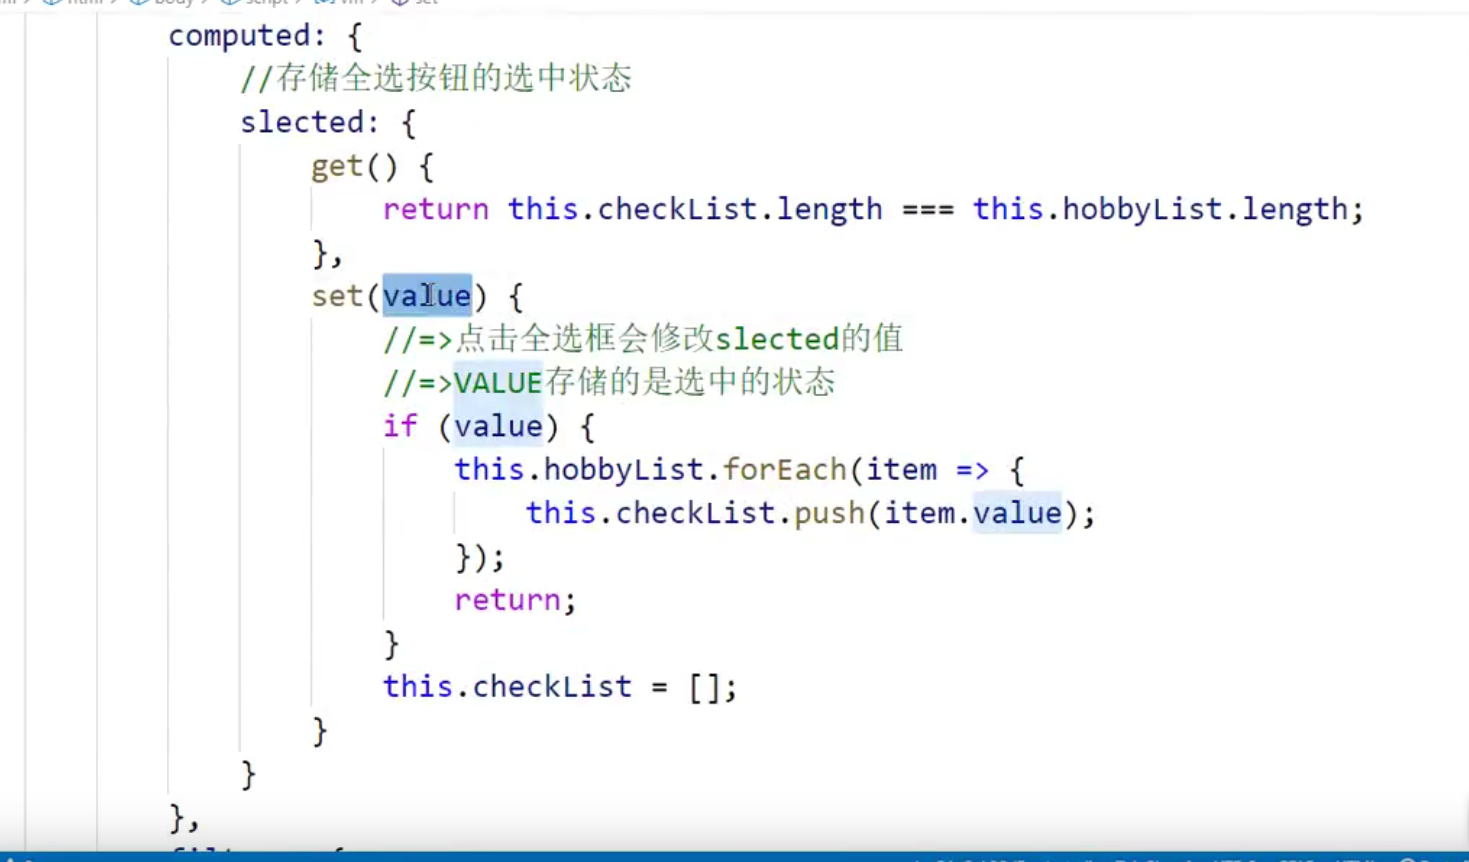 computed: {
//存储全选按钮的选中状态
slected: {
get() {
return this.checkList.length === this.hobbyList.length;
},
set(value) {
//=>点击全选框会修改slected的值
//=>VALUE存储的是选中的状态
if (value) {
this.hobbyList.forEach(item => {
this.checkList.push(item.value);
});
return;
}
this.checkList = [];
}
}
},